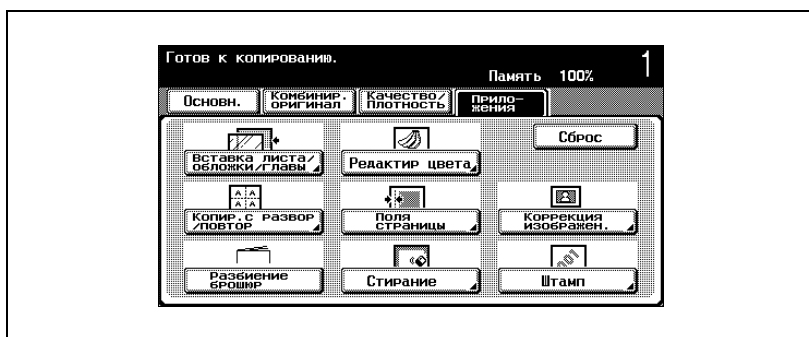 Готов к копированию.
1
Память 100%
Основн.
Комбинир.
оригинал
Качество/
Плотность
Прило-
жения
Сброс
Вставка листа/
обложки/главы
Редактир цвета
A A
A A
Копир.с развор
/повтор
Поля
страницы
Коррекция
изображен.
001
Разбиение
брошюр
Стирание
Штамп